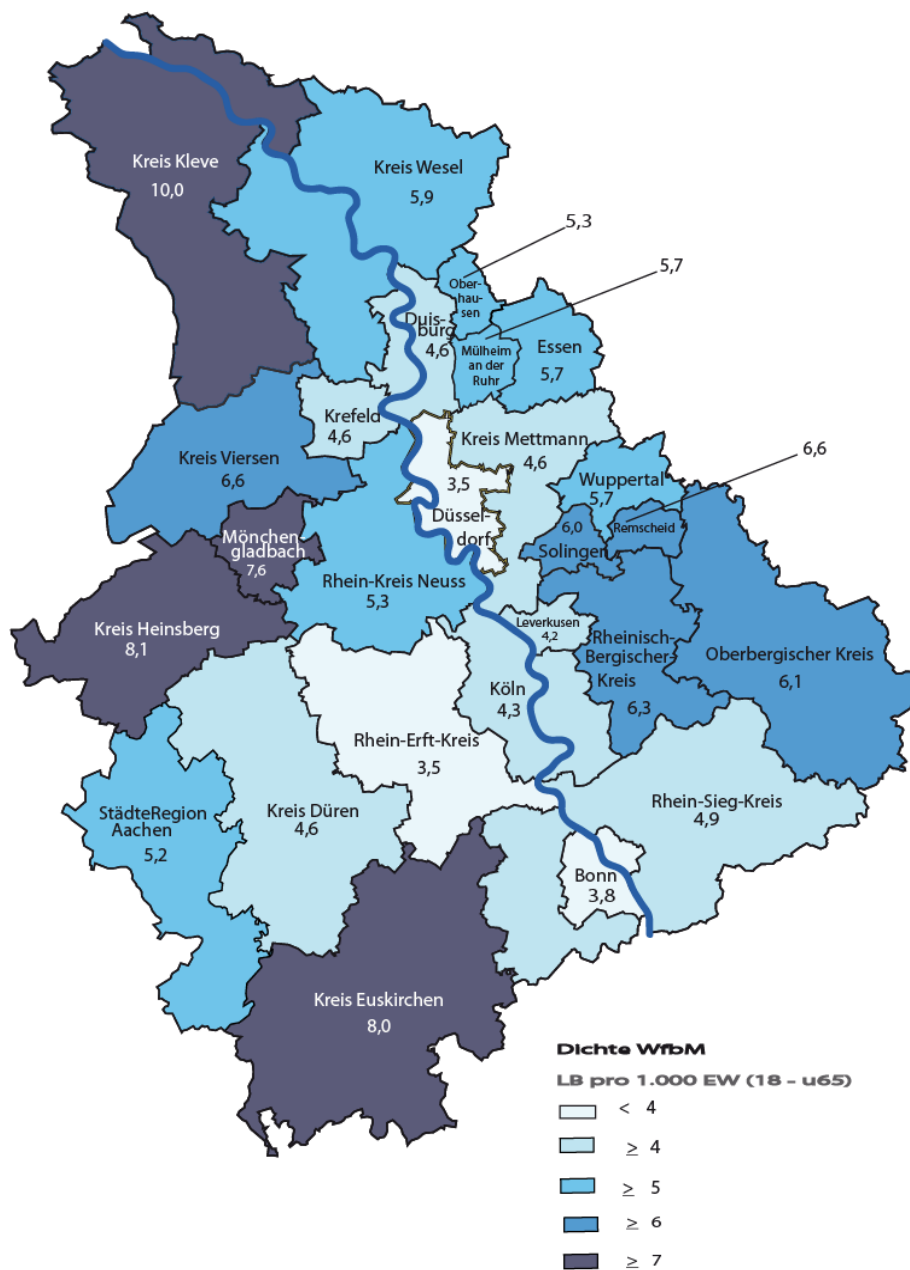 Kreis Kleve
10,0
Kreis Wesel
5,9
5,3
5,7
Ober-
hau-
sen
Duis-
burg
4,6
Mülheim
an der
Ruhr
Essen
5,7
Krefeld
4,6
Kreis Mettmann
4,6
6,6
Kreis Viersen
6,6
3,5
Düssel-
dorf
Wuppertal
5,7
6,0
Solingen
Remscheid
Mönchen-
gladbach
7,6
Rhein-Kreis Neuss
5,3
Kreis Heinsberg
8,1
Leverkusen
4,2
Rheinisch-
Bergischer-
Kreis
6,3
Oberbergischer Kreis
6,1
Köln
4,3
Rhein-Erft-Kreis
3,5
StädteRegion
Aachen
5,2
Kreis Düren
4,6
Rhein-Sieg-Kreis
4,9
Bonn
3,8
Kreis Euskirchen
8,0
Dichte WfbM
LB pro 1.000 EW (18 - u65)
< 4
≥ 4
≥ 5
≥ 6
≥ 7